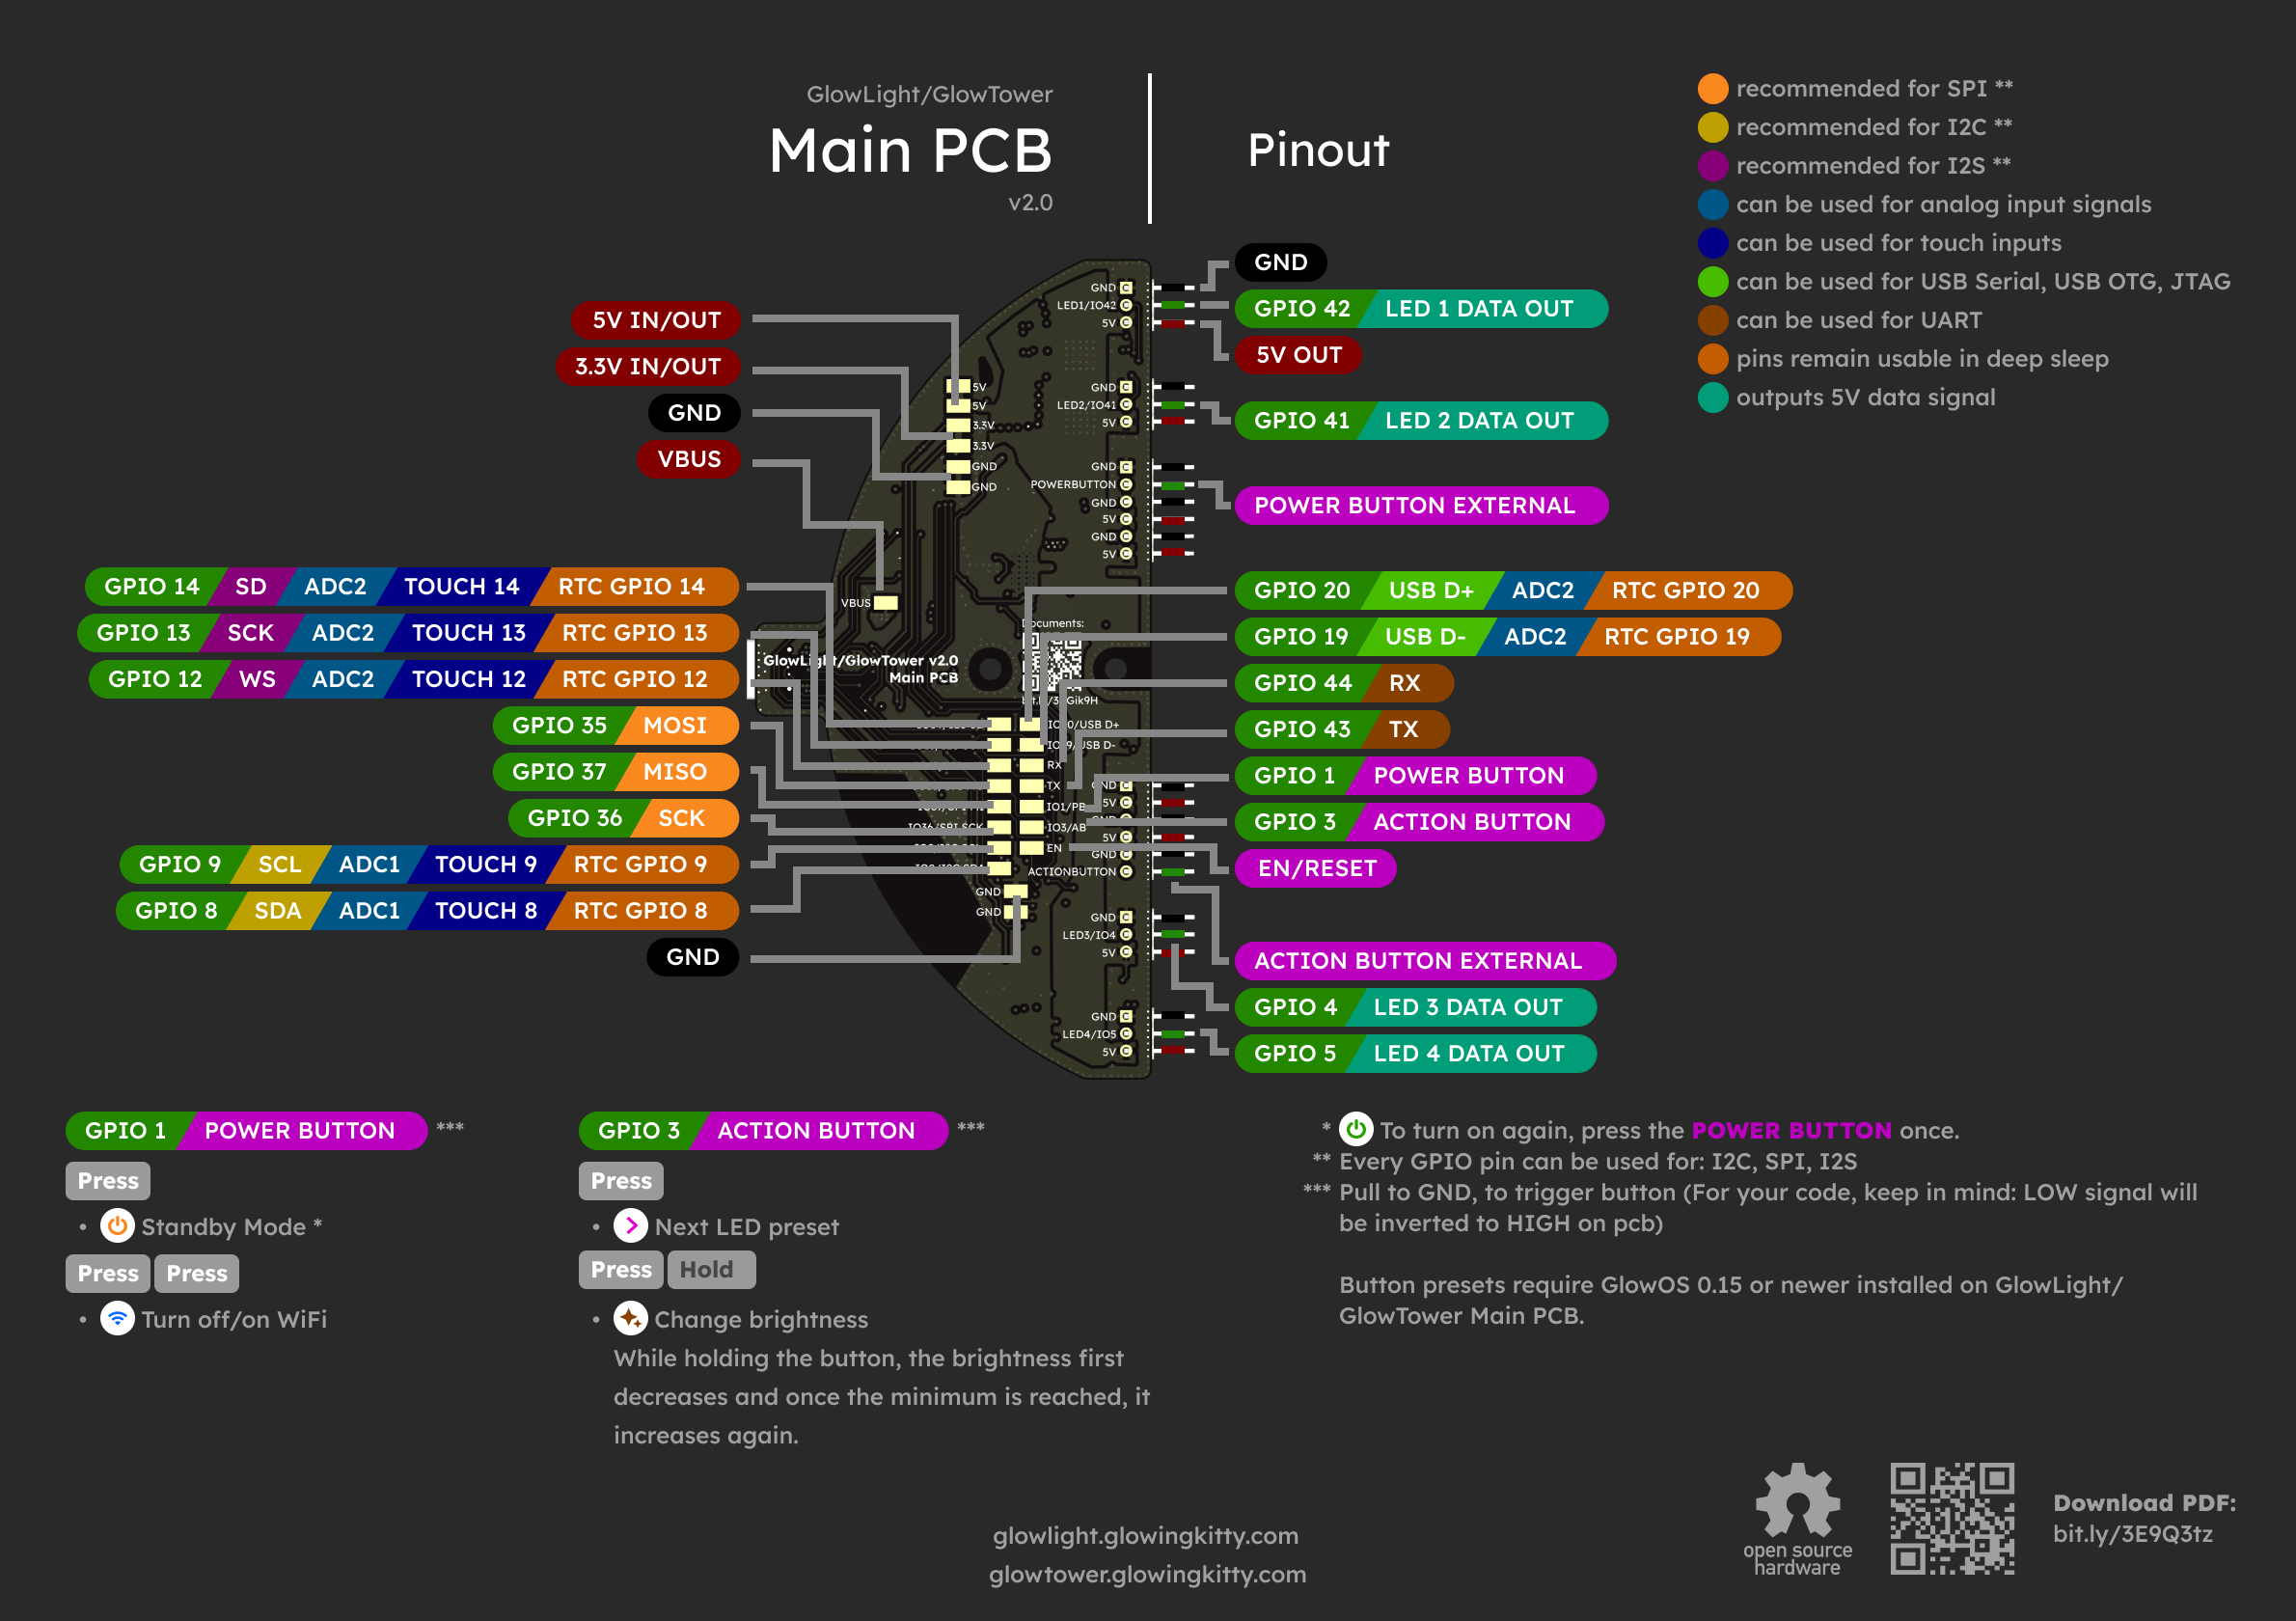 GlowLight/GlowTower
Main PCB
v2.0
Pinout
recommended for SPI **
recommended for I2C **
recommended for I2S **
can be used for analog input signals
can be used for touch inputs
can be used for USB Serial, USB OTG, JTAG
can be used for UART
pins remain usable in deep sleep
outputs 5V data signal
5V IN/OUT
3.3V IN/OUT
GND
VBUS
GPIO 14 SD ADC2 TOUCH 14 RTC GPIO 14
GPIO 13 SCK ADC2 TOUCH 13 RTC GPIO 13
GPIO 12 WS ADC2 TOUCH 12 RTC GPIO 12
GPIO 35 MOSI
GPIO 37 MISO
GPIO 36 SCK
GPIO 9 SCL ADC1 TOUCH 9 RTC GPIO 9
GPIO 8 SDA ADC1 TOUCH 8 RTC GPIO 8
GND
5V
5V
3.3V
3.3V
GND
GND
VBUS
GlowLight/GlowTower v2.0
Main PCB
Documents:
USB D+
USB D-
RX
TX
IO1/PB
IO3/AB
EN
GND
GND
GND
LED1/IO42
5V
GND
LED2/IO41
5V
GND
POWERBUTTON
GND
5V
GND
5V
GND
5V
5V
GND
ACTIONBUTTON
GND
LED3/IO4
5V
GND
LED4/IO5
5V
GND
GPIO 42 LED 1 DATA OUT
5V OUT
GPIO 41 LED 2 DATA OUT
POWER BUTTON EXTERNAL
GPIO 20 USB D+ ADC2 RTC GPIO 20
GPIO 19 USB D- ADC2 RTC GPIO 19
GPIO 44 RX
GPIO 43 TX
GPIO 1 POWER BUTTON
GPIO 3 ACTION BUTTON
EN/RESET
ACTION BUTTON EXTERNAL
GPIO 4 LED 3 DATA OUT
GPIO 5 LED 4 DATA OUT
GPIO 1 POWER BUTTON ***
Press
• Standby Mode *
Press Press
• Turn off/on WiFi
GPIO 3 ACTION BUTTON ***
Press
• Next LED preset
Press Hold
• Change brightness
While holding the button, the brightness first
decreases and once the minimum is reached, it
increases again.
* To turn on again, press the POWER BUTTON once.
** Every GPIO pin can be used for: I2C, SPI, I2S
*** Pull to GND, to trigger button (For your code, keep in mind: LOW signal will
be inverted to HIGH on pcb)
Button presets require GlowOS 0.15 or newer installed on GlowLight/
GlowTower Main PCB.
glowlight.glowingkitty.com
glowtower.glowingkitty.com
open source
hardware
Download PDF:
bit.ly/3E9Q3tz